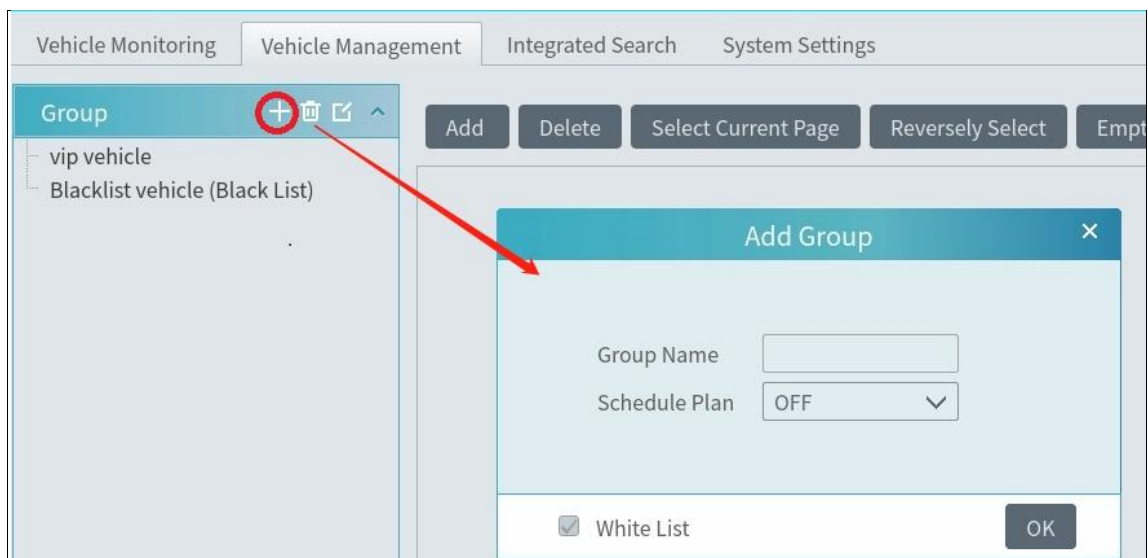 Vehicle Monitoring Vehicle Management Integrated Search System Settings
Group
vip vehicle
Blacklist vehicle (Black List)
Add Delete Select Current Page Reversely Select Empt
Add Group
Group Name
Schedule Plan OFF
White List OK